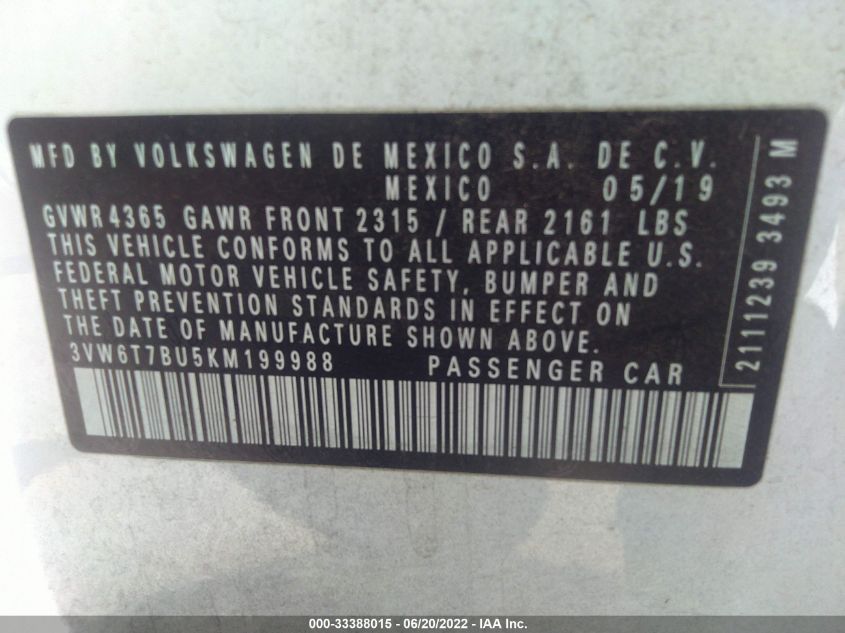 MFD BY VOLKSWAGEN DE MEXICO S.A. DE C.V.
MEXICO 05/19
GVWR 4365 GAWR FRONT 2315 / REAR 2161 LBS
THIS VEHICLE CONFORMS TO ALL APPLICABLE U.S.
FEDERAL MOTOR VEHICLE SAFETY, BUMPER AND
THEFT PREVENTION STANDARDS IN EFFECT ON
THE DATE OF MANUFACTURE SHOWN ABOVE.
3VW6T7BU5KM199988 PASSENGER CAR
2111239 3493 M
000-33388015 - 06/20/2022 - IAA Inc.